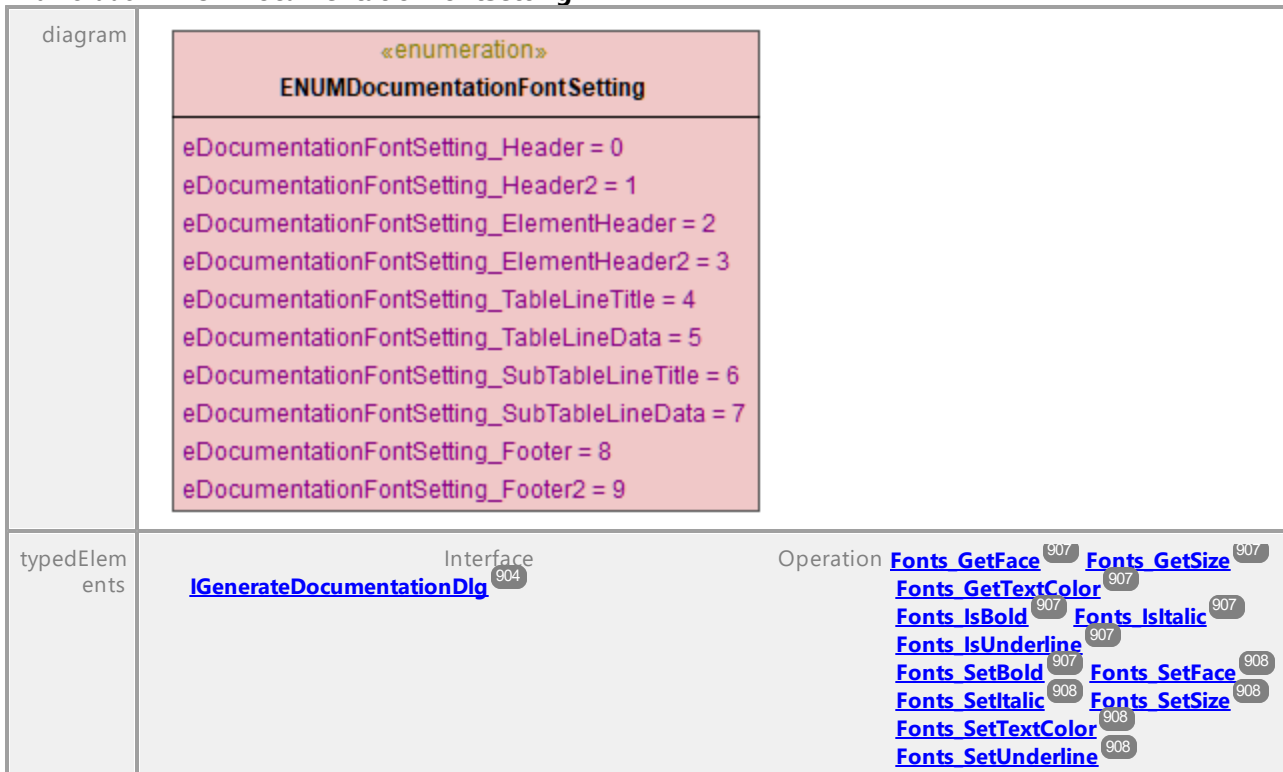 diagram
«enumeration»
ENUMDocumentationFontSetting
eDocumentationFontSetting_Header = 0
eDocumentationFontSetting_Header2 = 1
eDocumentationFontSetting_ElementHeader = 2
eDocumentationFontSetting_ElementHeader2 = 3
eDocumentationFontSetting_TableLineTitle = 4
eDocumentationFontSetting_TableLineData = 5
eDocumentationFontSetting_SubTableLineTitle = 6
eDocumentationFontSetting_SubTableLineData = 7
eDocumentationFontSetting_Footer = 8
eDocumentationFontSetting_Footer2 = 9
typedElem
ents
Interface
IGenerateDocumentationDlg 904
Operation Fonts_GetFace 907 Fonts_GetSize 907
Fonts_GetTextColor 907
Fonts_IsBold 907 Fonts_IsItalic 907
Fonts_IsUnderline 907
Fonts_SetBold 907 Fonts_SetFace 908
Fonts_SetItalic 908 Fonts_SetSize 908
Fonts_SetTextColor 908
Fonts_SetUnderline 908